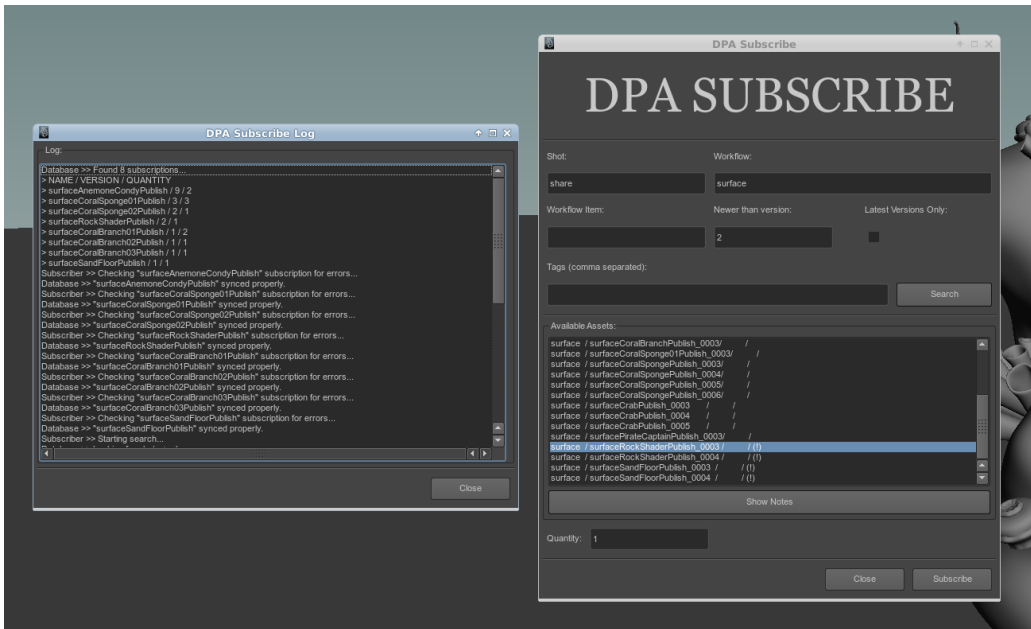 DPA Subscribe Log
Log:
Database >> Found 8 subscriptions...
> NAME / VERSION / QUANTITY
> surfaceAnemoneCondyPublish / 9 / 2
> surfaceCoralSponge01Publish / 3 / 3
> surfaceCoralSponge02Publish / 2 / 1
> surfaceRockShaderPublish / 2 / 1
> surfaceCoralBranch01Publish / 1 / 2
> surfaceCoralBranch02Publish / 1 / 1
> surfaceCoralBranch03Publish / 1 / 1
> surfaceSandFloorPublish / 1 / 1
Subscriber >> Checking "surfaceAnemoneCondyPublish" subscription for errors...
Database >> "surfaceAnemoneCondyPublish" synced properly.
Subscriber >> Checking "surfaceCoralSponge01Publish" subscription for errors...
Database >> "surfaceCoralSponge01Publish" synced properly.
Subscriber >> Checking "surfaceCoralSponge02Publish" subscription for errors...
Database >> "surfaceCoralSponge02Publish" synced properly.
Subscriber >> Checking "surfaceRockShaderPublish" subscription for errors...
Database >> "surfaceRockShaderPublish" synced properly.
Subscriber >> Checking "surfaceCoralBranch01Publish" subscription for errors...
Database >> "surfaceCoralBranch01Publish" synced properly.
Subscriber >> Checking "surfaceCoralBranch02Publish" subscription for errors...
Database >> "surfaceCoralBranch02Publish" synced properly.
Subscriber >> Checking "surfaceCoralBranch03Publish" subscription for errors...
Database >> "surfaceCoralBranch03Publish" synced properly.
Subscriber >> Checking "surfaceSandFloorPublish" subscription for errors...
Database >> "surfaceSandFloorPublish" synced properly.
Subscriber >> Starting search...
Close
DPA Subscribe
DPA SUBSCRIBE
Shot: Workflow:
share surface
Workflow Item: Newer than version: Latest Versions Only:
2
Tags (comma separated):
Search
Available Assets:
surface / surfaceCoralBranchPublish_0003/ /
surface / surfaceCoralSponge01Publish_0003/ /
surface / surfaceCoralSpongePublish_0003/ /
surface / surfaceCoralSpongePublish_0004/ /
surface / surfaceCoralSpongePublish_0005/ /
surface / surfaceCoralSpongePublish_0006/ /
surface / surfaceCrabPublish_0003 / /
surface / surfaceCrabPublish_0004 / /
surface / surfaceCrabPublish_0005 / /
surface / surfacePirateCaptainPublish_0003/ /
surface / surfaceRockShaderPublish_0003 / / (!)
surface / surfaceRockShaderPublish_0004 / / (!)
surface / surfaceSandFloorPublish_0003 / / (!)
surface / surfaceSandFloorPublish_0004 / / (!)
Show Notes
Quantity: 1
Close Subscribe